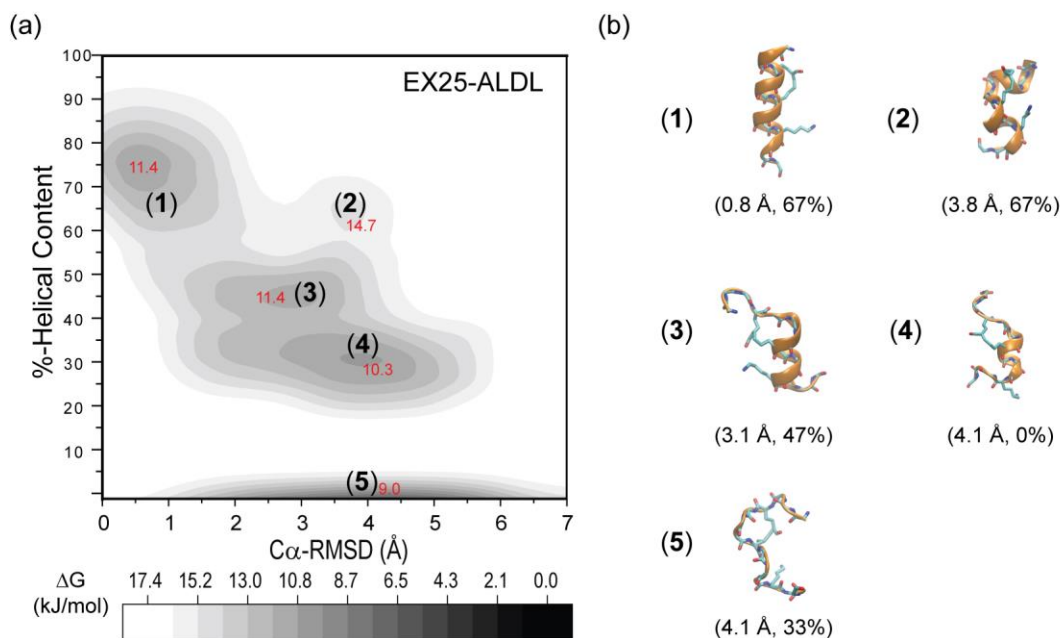 (a)
(b)
EX25-ALDL
%-Helical Content
100
90
80
70
60
50
40
30
20
10
11.4
(1)
(2)
14.7
11.4 (3)
(4)
10.3
(5) 9.0
0 1 2 3 4 5 6 7
Cα-RMSD (Å)
ΔG
(kJ/mol)
17.4 15.2 13.0 10.8 8.7 6.5 4.3 2.1 0.0
(1)
(0.8 Å, 67%)
(2)
(3.8 Å, 67%)
(3)
(3.1 Å, 47%)
(4)
(4.1 Å, 0%)
(5)
(4.1 Å, 33%)